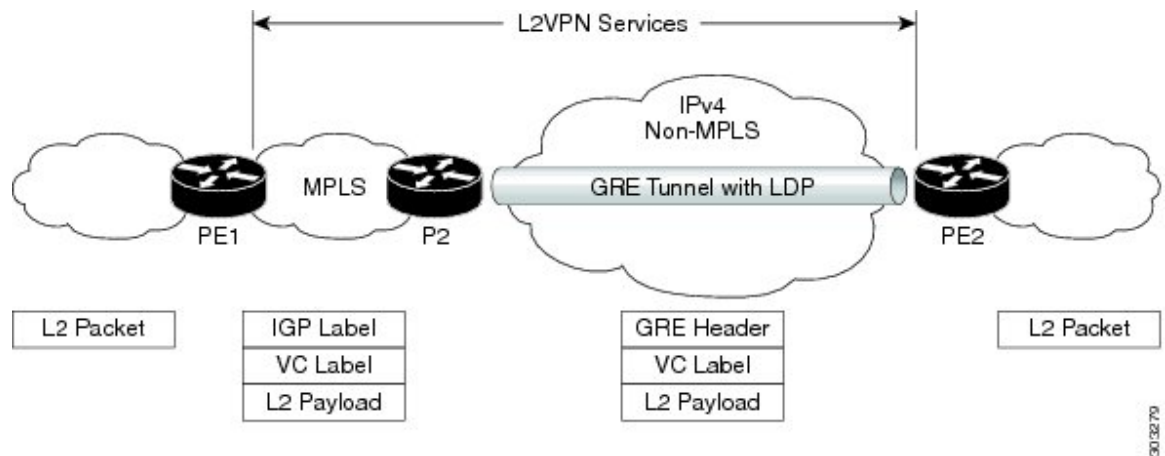 L2VPN Services
IPv4
Non-MPLS
MPLS
GRE Tunnel with LDP
PE1
P2
PE2
L2 Packet
IGP Label
VC Label
L2 Payload
GRE Header
VC Label
L2 Payload
L2 Packet
303279